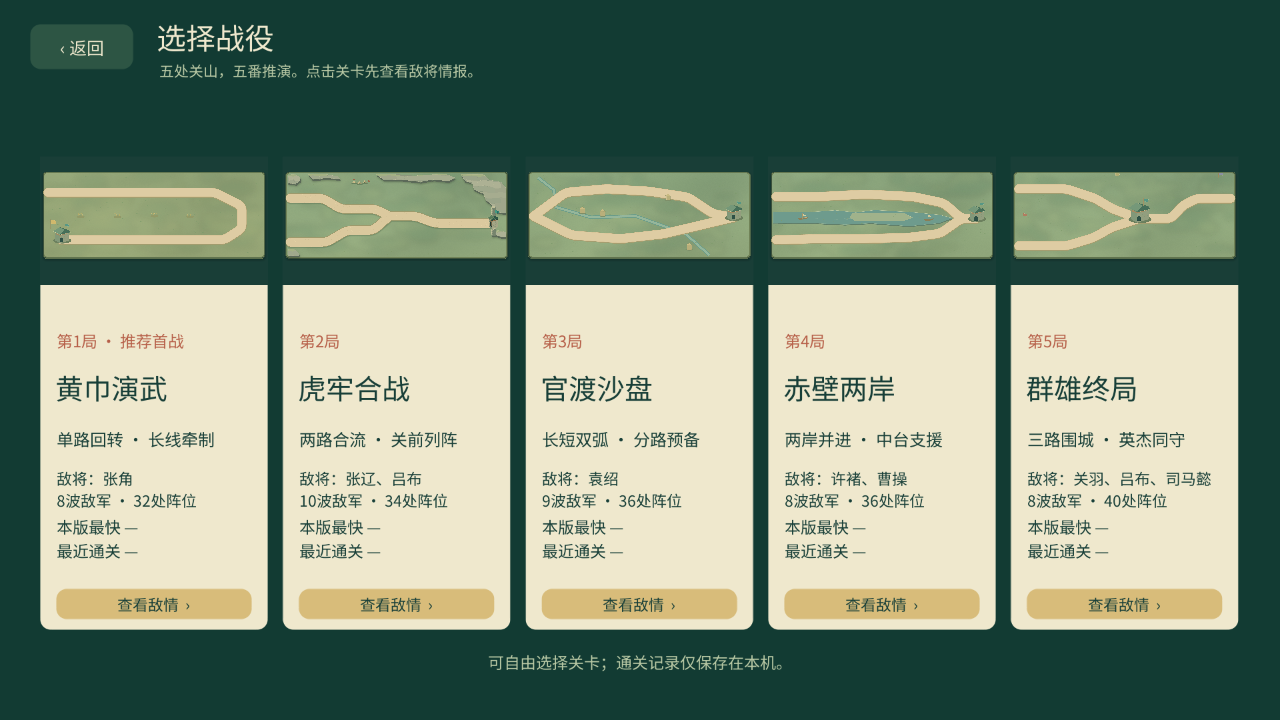 ‹ 返回
选择战役
五处关山，五番推演。点击关卡先查看敌将情报。
第1局 · 推荐首战
黄巾演武
单路回转 · 长线牵制
敌将：张角
8波敌军 · 32处阵位
本版最快 —
最近通关 —
查看敌情 ›
第2局
虎牢合战
两路合流 · 关前列阵
敌将：张辽、吕布
10波敌军 · 34处阵位
本版最快 —
最近通关 —
查看敌情 ›
第3局
官渡沙盘
长短双弧 · 分路预备
敌将：袁绍
9波敌军 · 36处阵位
本版最快 —
最近通关 —
查看敌情 ›
第4局
赤壁两岸
两岸并进 · 中台支援
敌将：许褚、曹操
8波敌军 · 36处阵位
本版最快 —
最近通关 —
查看敌情 ›
第5局
群雄终局
三路围城 · 英杰同守
敌将：关羽、吕布、司马懿
8波敌军 · 40处阵位
本版最快 —
最近通关 —
查看敌情 ›
可自由选择关卡；通关记录仅保存在本机。